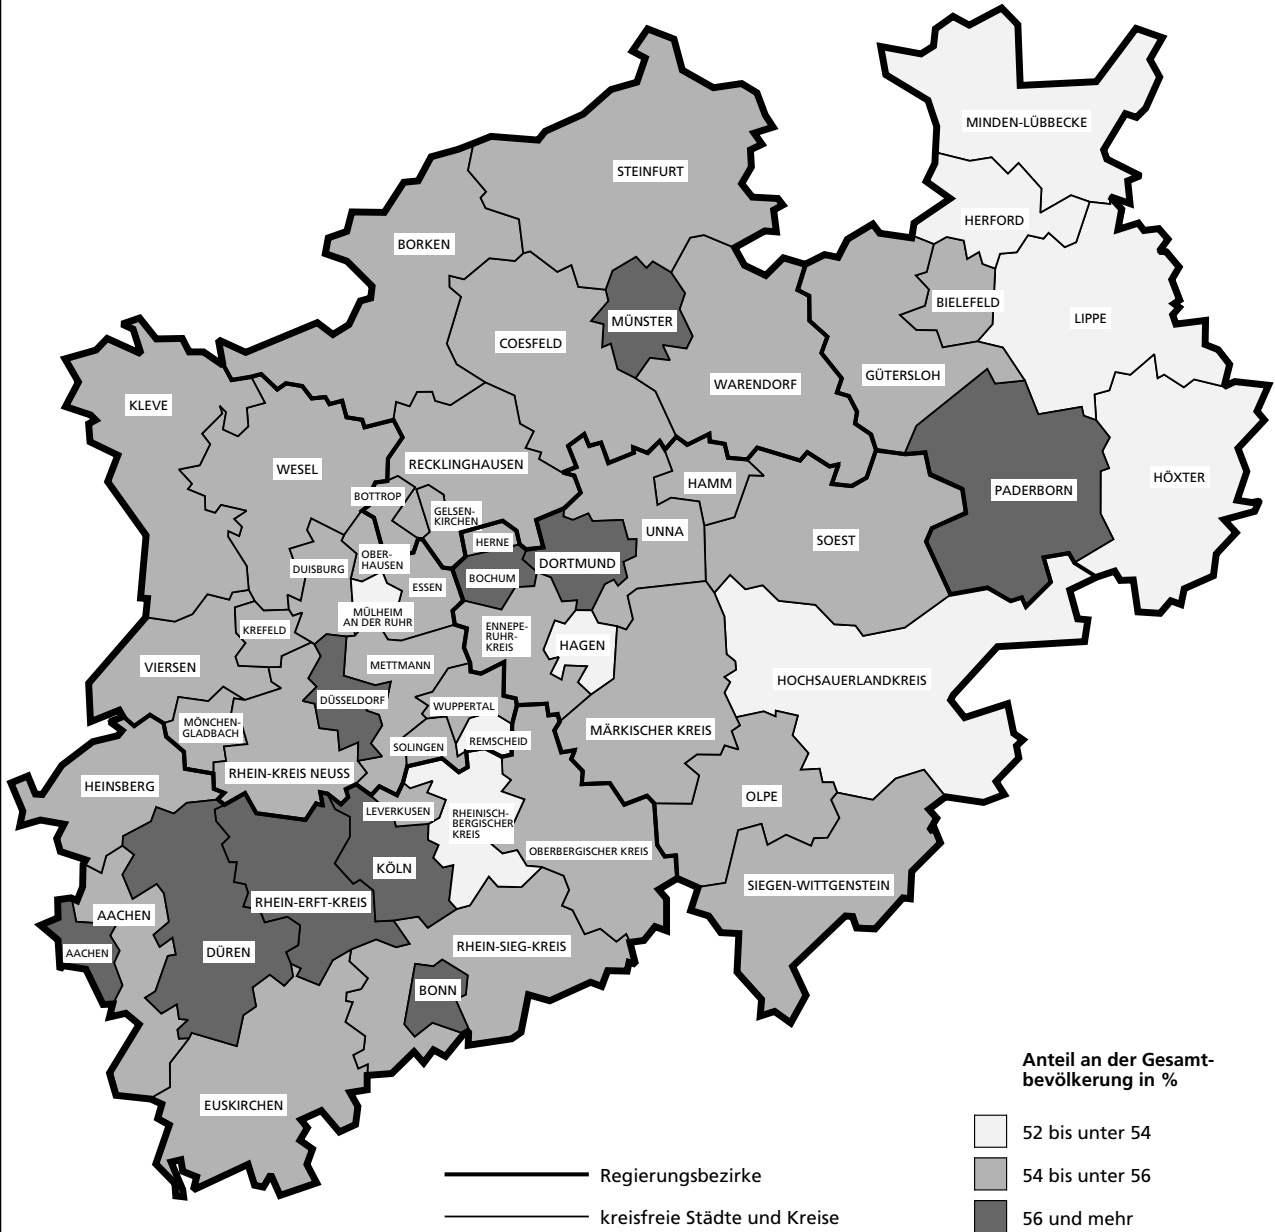 MINDEN-LÜBBECKE
STEINFURT
HERFORD
BORKEN
BIELEFELD
LIPPE
MÜNSTER
COESFELD
GÜTERSLOH
WARENDORF
KLEVE
RECKLINGHAUSEN
WESEL
HÖXTER
HAMM
PADERBORN
BOTTROP
GELSEN-
KIRCHEN
UNNA
SOEST
HERNE
OBER-
HAUSEN
DORTMUND
DUISBURG
BOCHUM
ESSEN
MÜLHEIM
AN DER RUHR
KREFELD
ENNEPE-
RUHR-
KREIS
HAGEN
VIERSEN
METTMANN
HOCHSAUERLANDKREIS
DÜSSELDORF
WUPPERTAL
MÖNCHEN-
GLADBACH
MÄRKISCHER KREIS
REMSCHEID
SOLINGEN
RHEIN-KREIS NEUSS
HEINSBERG
OLPE
LEVERKUSEN
RHEINISCH-
BERGISCHER
KREIS
OBERBERGISCHER KREIS
KÖLN
SIEGEN-WITTGENSTEIN
RHEIN-ERFT-KREIS
AACHEN
RHEIN-SIEG-KREIS
AACHEN
DÜREN
BONN
EUSKIRCHEN
Anteil an der Gesamt-
bevölkerung in %
52 bis unter 54
54 bis unter 56
56 und mehr
Regierungsbezirke
kreisfreie Städte und Kreise